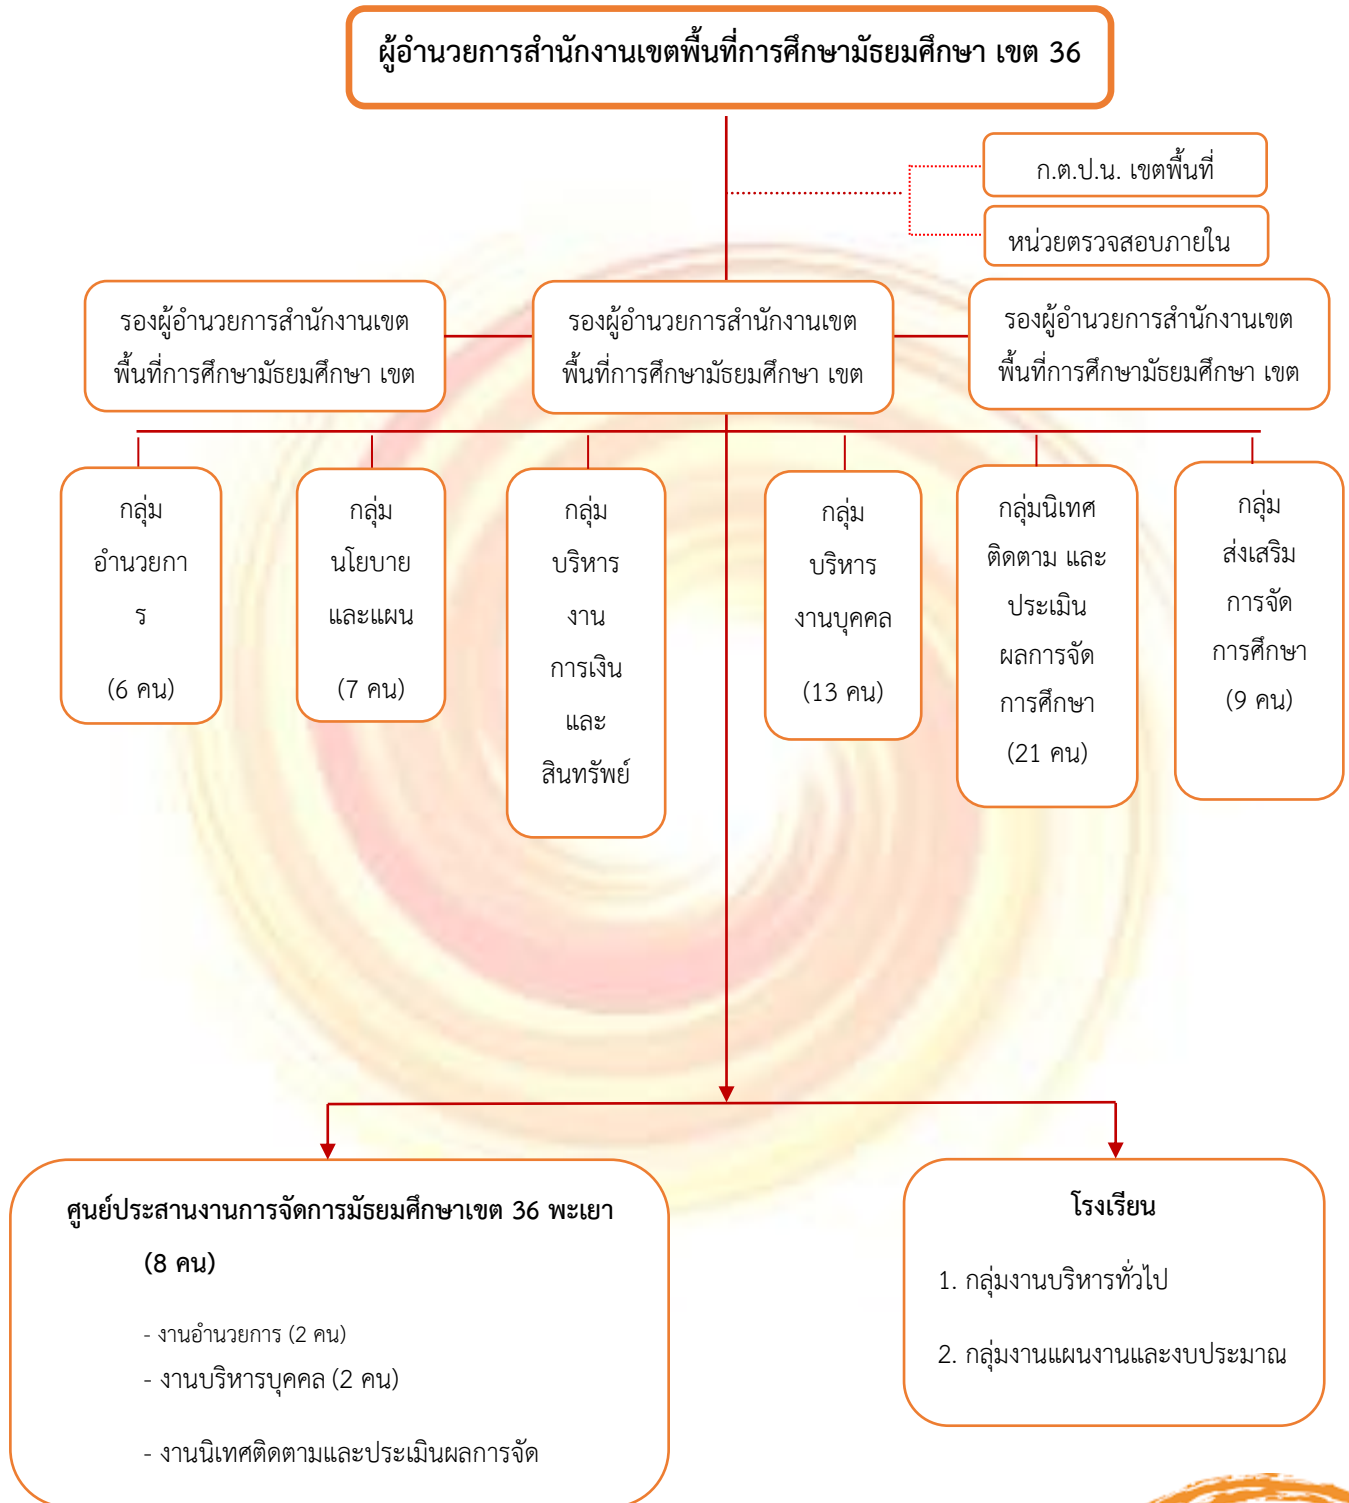 ผู้อำนวยการสำนักงานเขตพื้นที่การศึกษามัธยมศึกษา เขต 36
ก.ต.ป.น. เขตพื้นที่
หน่วยตรวจสอบภายใน
รองผู้อำนวยการสำนักงานเขต
พื้นที่การศึกษามัธยมศึกษา เขต
รองผู้อำนวยการสำนักงานเขต
พื้นที่การศึกษามัธยมศึกษา เขต
รองผู้อำนวยการสำนักงานเขต
พื้นที่การศึกษามัธยมศึกษา เขต
กลุ่ม
อำนวยกา
ร
(6 คน)
กลุ่ม
นโยบาย
และแผน
(7 คน)
กลุ่ม
บริหาร
งาน
การเงิน
และ
สินทรัพย์
กลุ่ม
บริหาร
งานบุคคล
(13 คน)
กลุ่มนิเทศ
ติดตาม และ
ประเมิน
ผลการจัด
การศึกษา
(21 คน)
กลุ่ม
ส่งเสริม
การจัด
การศึกษา
(9 คน)
ศูนย์ประสานงานการจัดการมัธยมศึกษาเขต 36 พะเยา
(8 คน)
- งานอำนวยการ (2 คน)
- งานบริหารบุคคล (2 คน)
- งานนิเทศติดตามและประเมินผลการจัด
โรงเรียน
1. กลุ่มงานบริหารทั่วไป
2. กลุ่มงานแผนงานและงบประมาณ